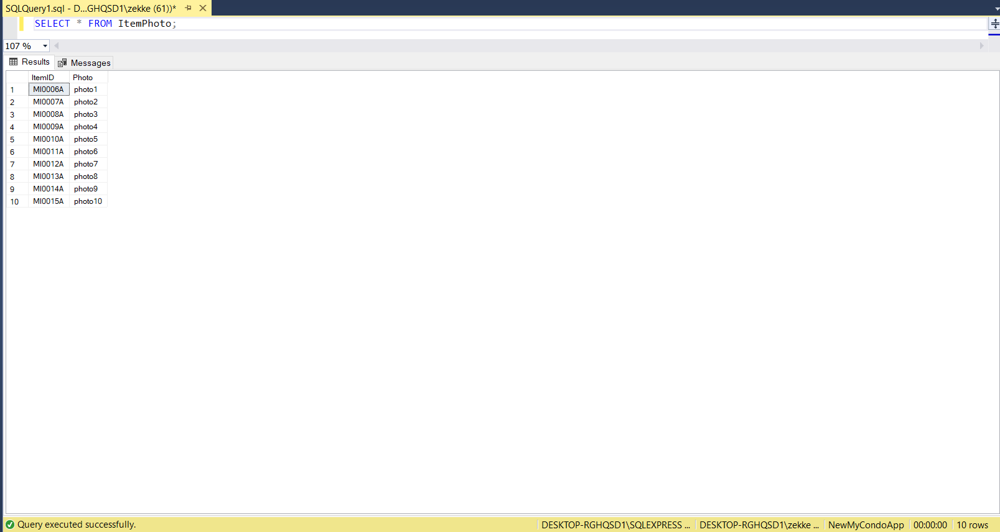 SQLQuery1.sql - D...GHQSD1\zekke (61))*
SELECT * FROM ItemPhoto;
107 %
Results Messages
ItemID Photo
1 MI0006A photo1
2 MI0007A photo2
3 MI0008A photo3
4 MI0009A photo4
5 MI0010A photo5
6 MI0011A photo6
7 MI0012A photo7
8 MI0013A photo8
9 MI0014A photo9
10 MI0015A photo10
Query executed successfully. DESKTOP-RGHQSD1\SQLEXPRESS ... DESKTOP-RGHQSD1\zekke ... NewMyCondoApp 00:00:00 10 rows